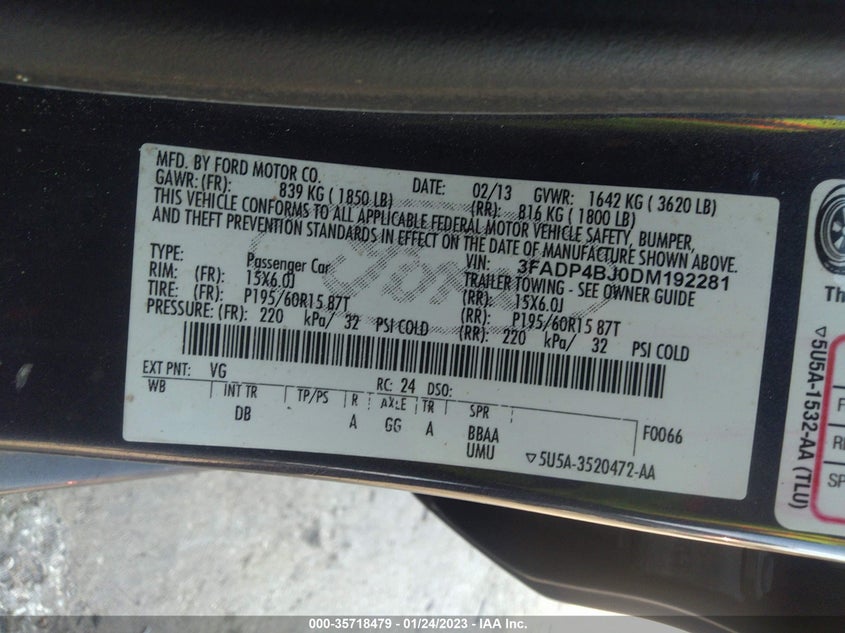 MFD. BY FORD MOTOR CO.
DATE: 02/13 GVWR: 1642 KG ( 3620 LB)
GAWR: (FR): 839 KG ( 1850 LB) (RR): 816 KG ( 1800 LB)
THIS VEHICLE CONFORMS TO ALL APPLICABLE FEDERAL MOTOR VEHICLE SAFETY, BUMPER,
AND THEFT PREVENTION STANDARDS IN EFFECT ON THE DATE OF MANUFACTURE SHOWN ABOVE.
VIN: 3FADP4BJ0DM192281
TYPE: Passenger Car TRAILER TOWING - SEE OWNER GUIDE
RIM: (FR): 15X6.0J (RR): 15X6.0J
TIRE: (FR): P195/60R15 87T (RR): P195/60R15 87T
PRESSURE: (FR): 220 kPa/ 32 PSI COLD (RR): 220 kPa/ 32 PSI COLD
EXT PNT: VG RC: 24 DSO:
WB INT TR TP/PS R AXLE TR SPR
DB A GG A BBAA F0066
UMU ▽5U5A-3520472-AA
Ford
Th
▽5U5A-1532-AA (TLU)
F
RE
SP
000-35718479 — 01/24/2023 — IAA Inc.